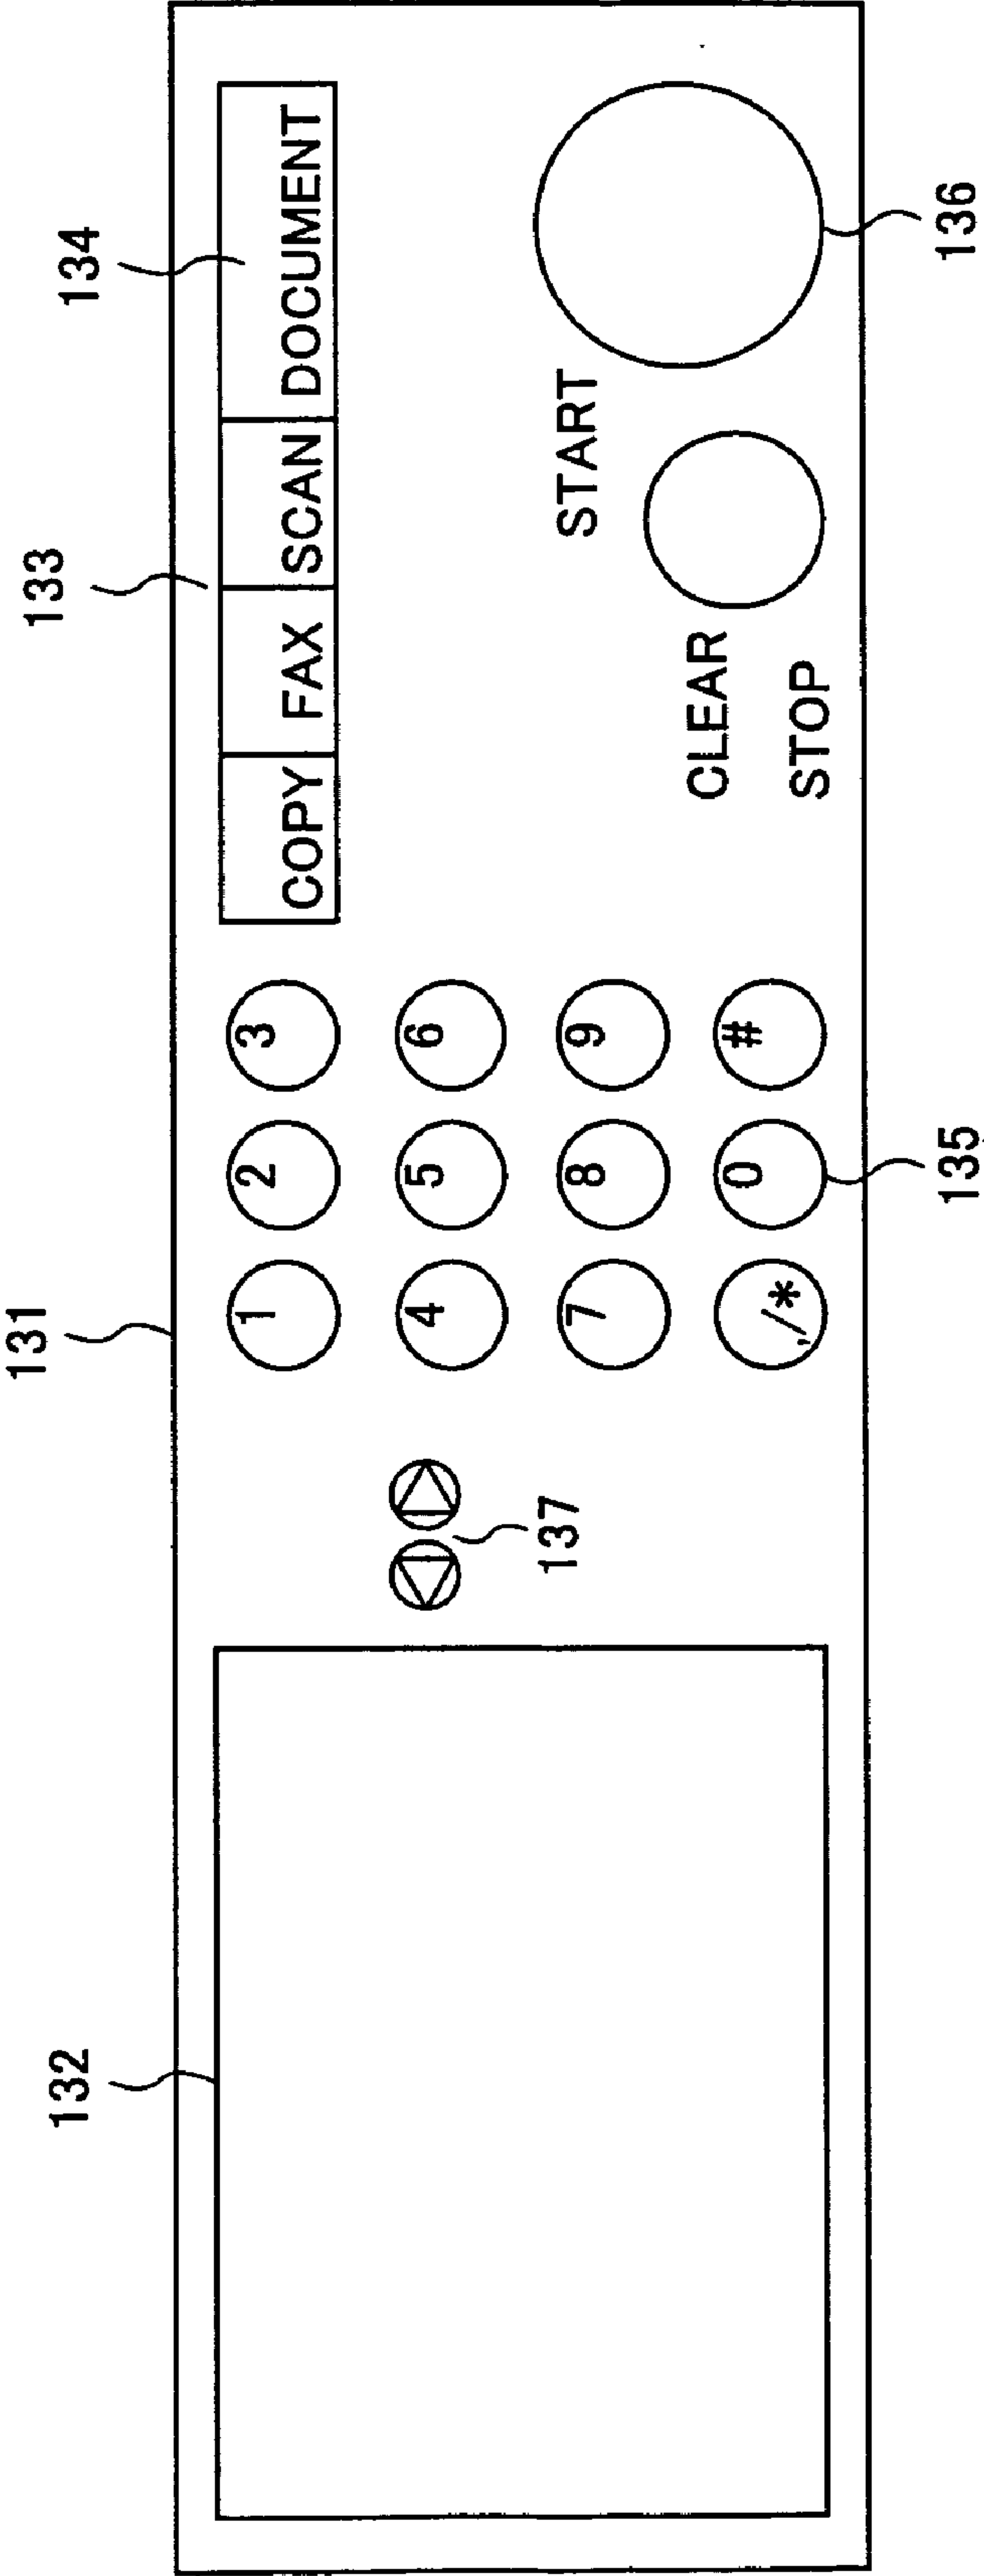 131
132
133
134
COPY FAX SCAN DOCUMENT
1 2 3
4 5 6
7 8 9
,/* 0 #
137
START
CLEAR
STOP
135
136